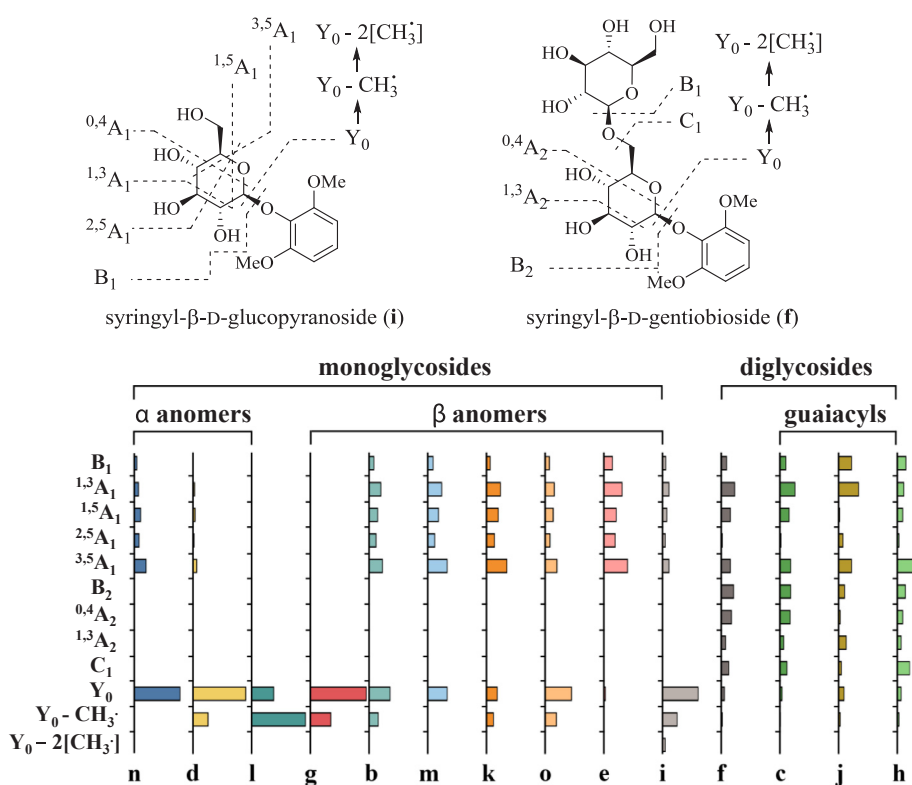 ³,⁵A₁
¹,⁵A₁
⁰,⁴A₁
¹,³A₁
²,⁵A₁
B₁
Y₀ - 2[CH₃·]
Y₀ - CH₃·
Y₀
HO
HO
HO
OH
O
O
OMe
OMe
syringyl-β-D-glucopyranoside (i)
OH
OH
HO
HO
HO
O
O
B₁
C₁
⁰,⁴A₂
¹,³A₂
B₂
Y₀ - 2[CH₃·]
Y₀ - CH₃·
Y₀
HO
HO
OH
O
O
OMe
OMe
syringyl-β-D-gentiobioside (f)
monoglycosides
diglycosides
α anomers
β anomers
guaiacyls
B₁
¹,³A₁
¹,⁵A₁
²,⁵A₁
³,⁵A₁
B₂
⁰,⁴A₂
¹,³A₂
C₁
Y₀
Y₀ - CH₃·
Y₀ – 2[CH₃·]
n d l g b m k o e i f c j h